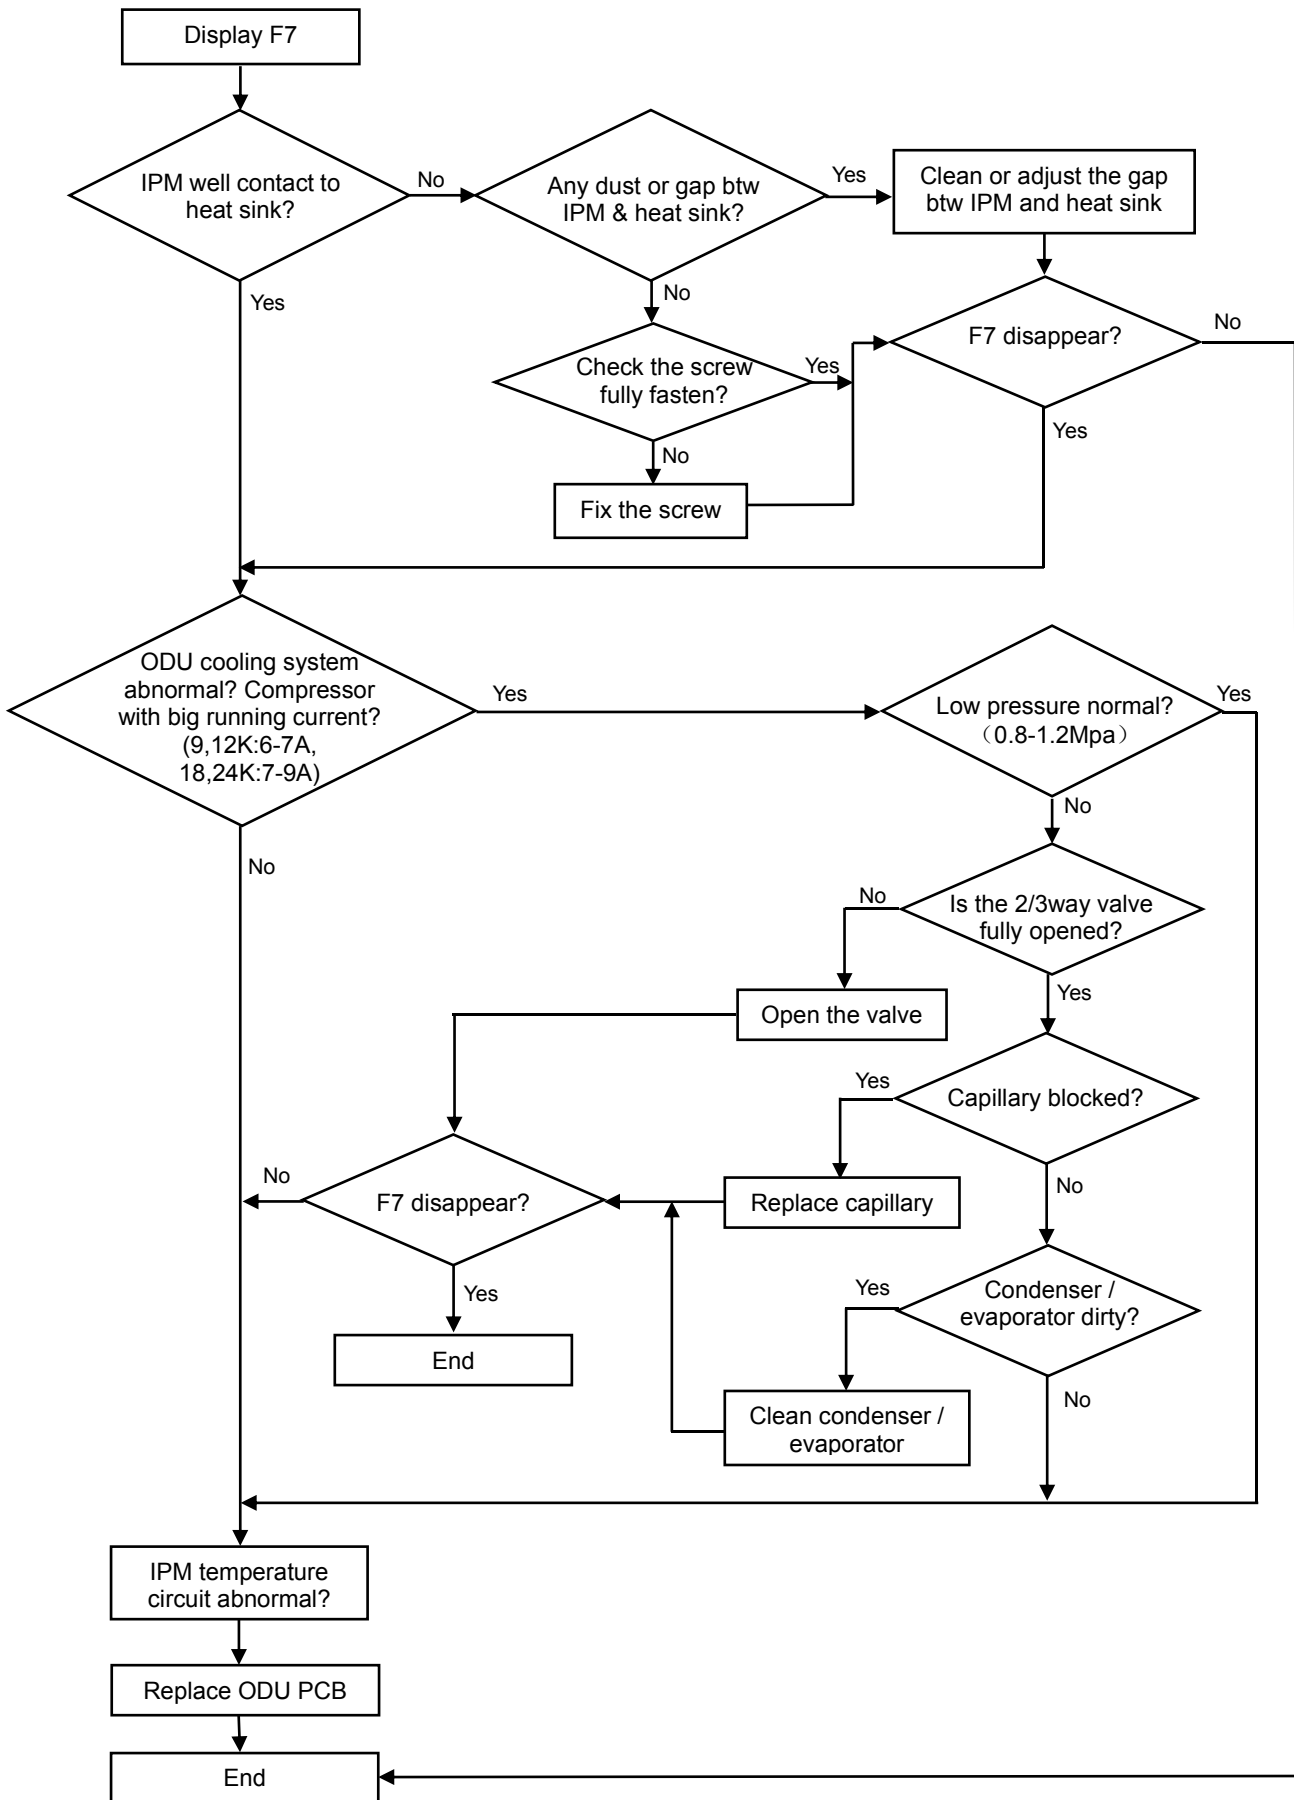 Display F7
IPM well contact to
heat sink?
No
Any dust or gap btw
IPM & heat sink?
Yes
Clean or adjust the gap
btw IPM and heat sink
Yes
No
F7 disappear?
No
Check the screw
fully fasten?
Yes
Yes
No
Fix the screw
ODU cooling system
abnormal? Compressor
with big running current?
(9,12K:6-7A,
18,24K:7-9A)
Yes
Low pressure normal?
（0.8-1.2Mpa）
Yes
No
No
Is the 2/3way valve
fully opened?
No
Yes
Open the valve
Capillary blocked?
Yes
No
F7 disappear?
No
Replace capillary
Yes
Condenser /
evaporator dirty?
Yes
End
No
Clean condenser /
evaporator
IPM temperature
circuit abnormal?
Replace ODU PCB
End